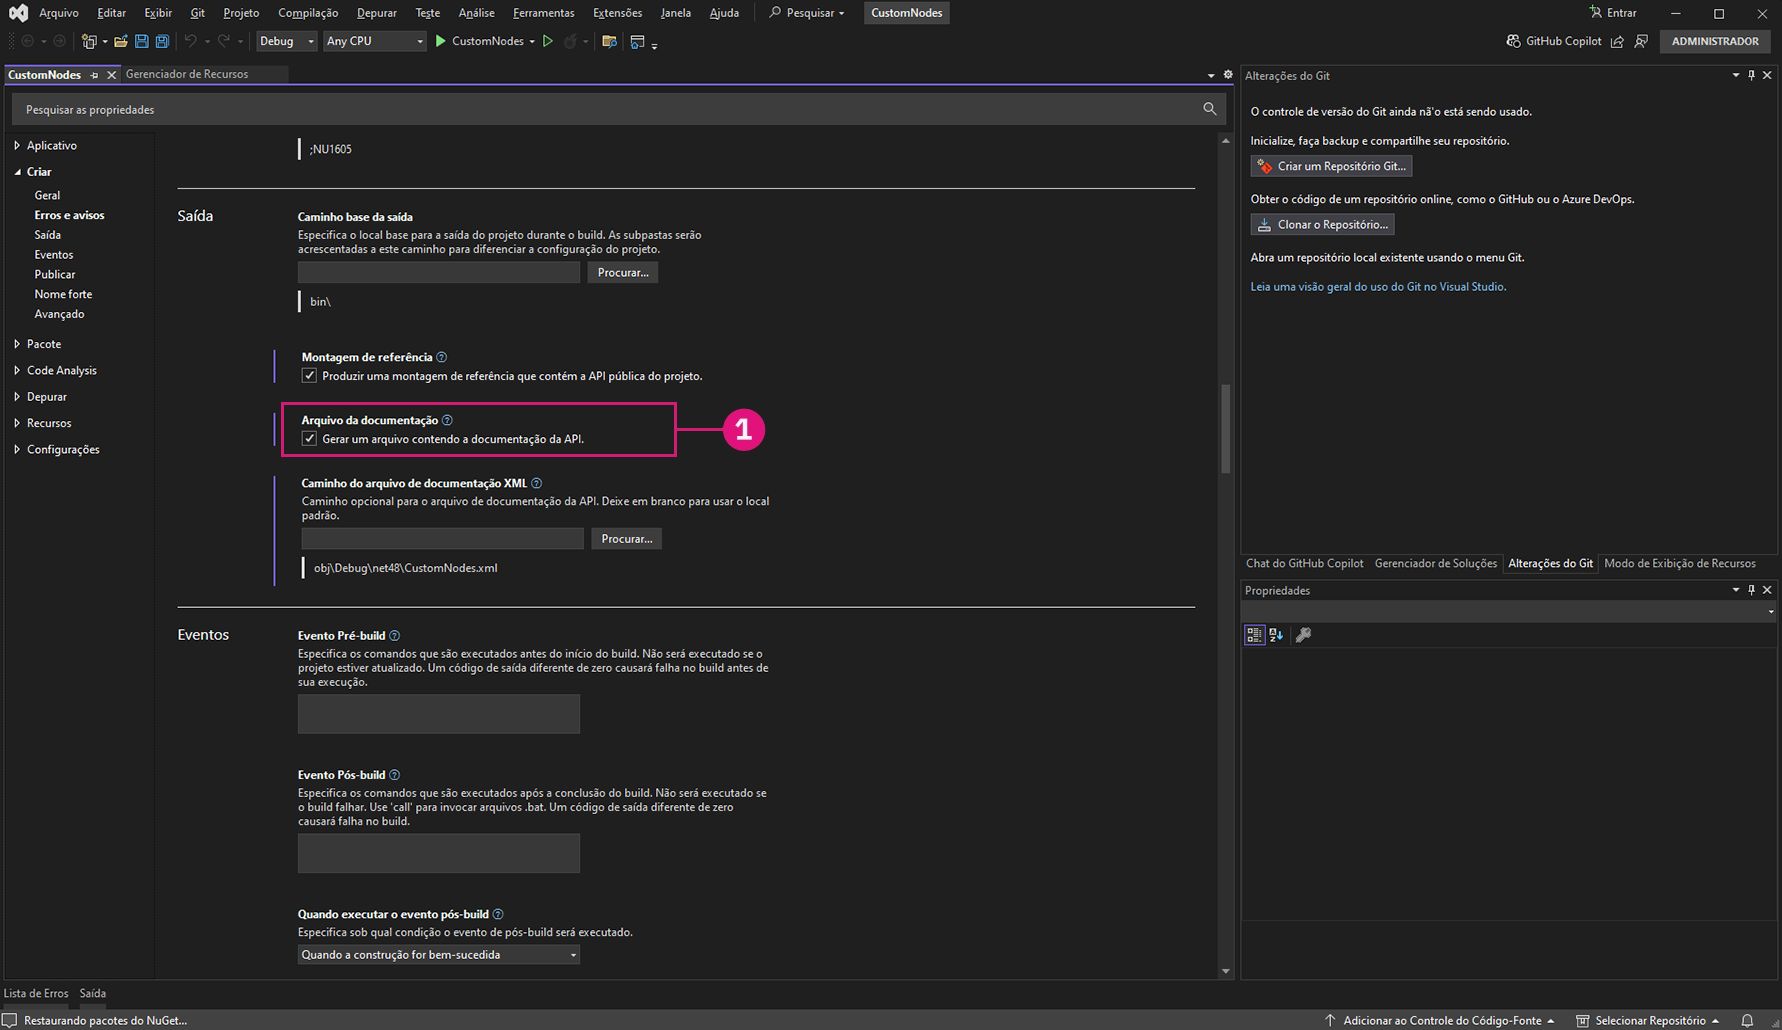 Arquivo Editar Exibir Git Projeto Compilação Depurar Teste Análise Ferramentas Extensões Janela Ajuda Pesquisar CustomNodes Entrar
Debug Any CPU CustomNodes GitHub Copilot ADMINISTRADOR
CustomNodes Gerenciador de Recursos
Pesquisar as propriedades
Aplicativo
Criar
Geral
Erros e avisos
Saída
Eventos
Publicar
Nome forte
Avançado
Pacote
Code Analysis
Depurar
Recursos
Configurações
;NU1605
Saída
Caminho base da saída
Especifica o local base para a saída do projeto durante o build. As subpastas serão
acrescentadas a este caminho para diferenciar a configuração do projeto.
Procurar...
bin\
Montagem de referência
Produzir uma montagem de referência que contém a API pública do projeto.
Arquivo da documentação
Gerar um arquivo contendo a documentação da API.
1
Caminho do arquivo de documentação XML
Caminho opcional para o arquivo de documentação da API. Deixe em branco para usar o local
padrão.
Procurar...
obj\Debug\net48\CustomNodes.xml
Eventos
Evento Pré-build
Especifica os comandos que são executados antes do início do build. Não será executado se o
projeto estiver atualizado. Um código de saída diferente de zero causará falha no build antes de
sua execução.
Evento Pós-build
Especifica os comandos que são executados após a conclusão do build. Não será executado se
o build falhar. Use 'call' para invocar arquivos .bat. Um código de saída diferente de zero
causará falha no build.
Quando executar o evento pós-build
Especifica sob qual condição o evento de pós-build será executado.
Quando a construção for bem-sucedida
Alterações do Git
O controle de versão do Git ainda nã'o está sendo usado.
Inicialize, faça backup e compartilhe seu repositório.
Criar um Repositório Git...
Obter o código de um repositório online, como o GitHub ou o Azure DevOps.
Clonar o Repositório...
Abra um repositório local existente usando o menu Git.
Leia uma visão geral do uso do Git no Visual Studio.
Chat do GitHub Copilot Gerenciador de Soluções Alterações do Git Modo de Exibição de Recursos
Propriedades
Lista de Erros Saída
Restaurando pacotes do NuGet... Adicionar ao Controle do Código-Fonte Selecionar Repositório